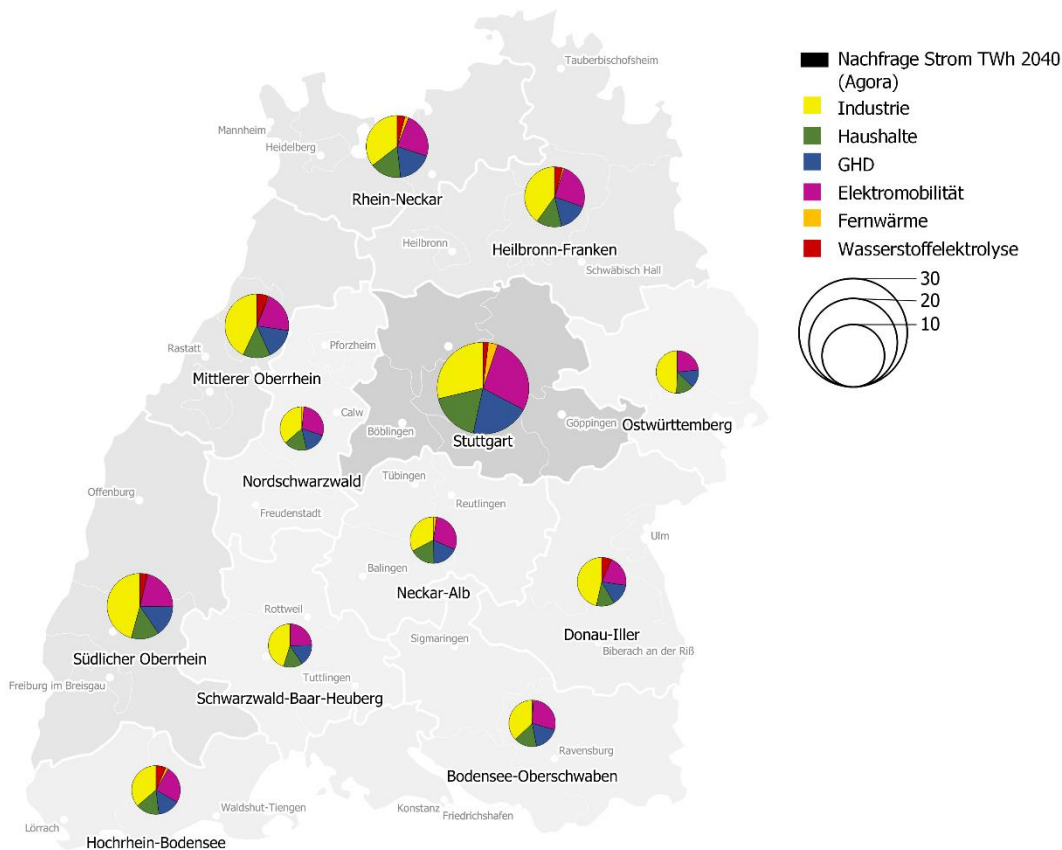 Nachfrage Strom TWh 2040
(Agora)
Industrie
Haushalte
GHD
Elektromobilität
Fernwärme
Wasserstoffelektrolyse
30
20
10
Tauberbischofsheim
Mannheim
Heidelberg
Rhein-Neckar
Heilbronn
Heilbronn-Franken
Schwäbisch Hall
Rastatt
Pforzheim
Mittlerer Oberrhein
Calw
Böblingen
Stuttgart
Göppingen
Ostwürttemberg
Nordschwarzwald
Tübingen
Reutlingen
Offenburg
Freudenstadt
Ulm
Balingen
Neckar-Alb
Rottweil
Sigmaringen
Donau-Iller
Biberach an der Riß
Südlicher Oberrhein
Freiburg im Breisgau
Tuttlingen
Schwarzwald-Baar-Heuberg
Ravensburg
Bodensee-Oberschwaben
Waldshut-Tiengen
Konstanz
Friedrichshafen
Lörrach
Hochrhein-Bodensee